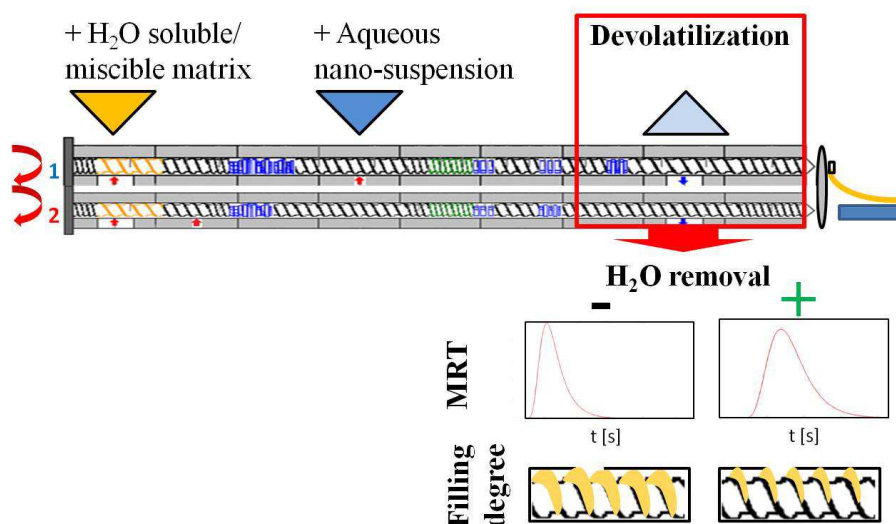 + H₂O soluble/
miscible matrix
+ Aqueous
nano-suspension
Devolatilization
1
2
H₂O removal
-
+
MRT
t [s]
t [s]
Filling
degree